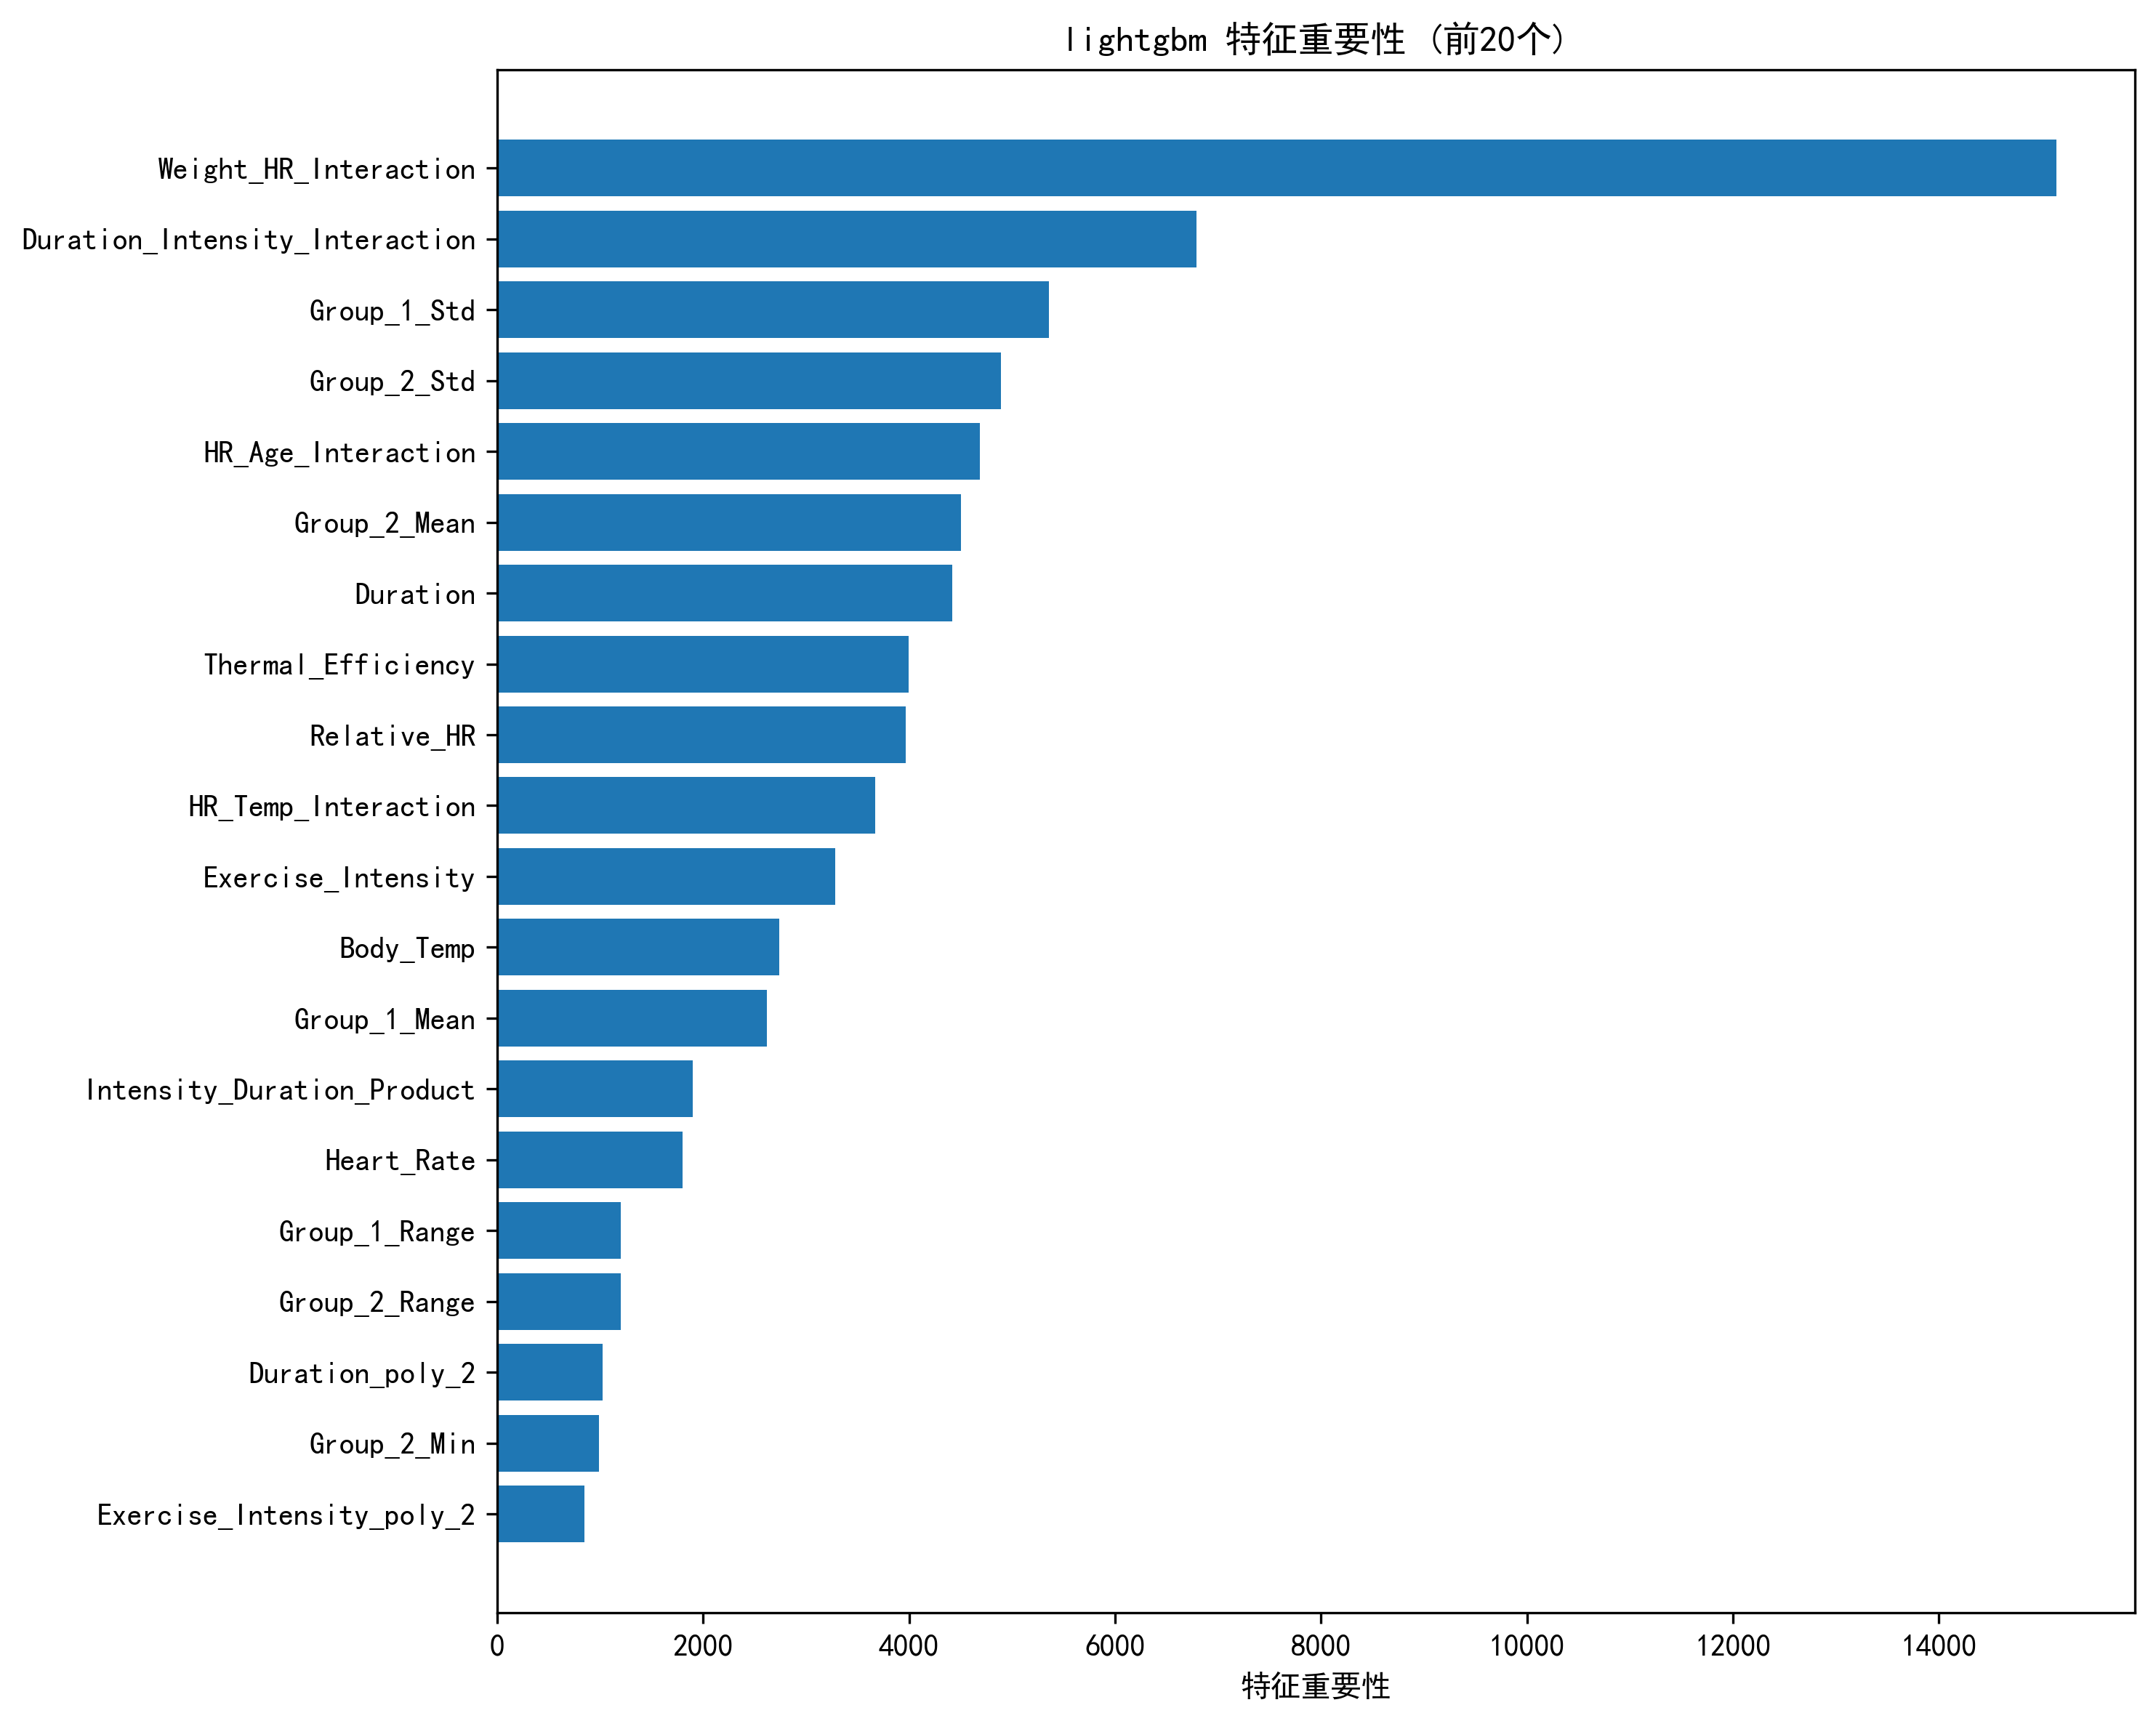 lightgbm 特征重要性 (前20个)
Weight_HR_Interaction
Duration_Intensity_Interaction
Group_1_Std
Group_2_Std
HR_Age_Interaction
Group_2_Mean
Duration
Thermal_Efficiency
Relative_HR
HR_Temp_Interaction
Exercise_Intensity
Body_Temp
Group_1_Mean
Intensity_Duration_Product
Heart_Rate
Group_1_Range
Group_2_Range
Duration_poly_2
Group_2_Min
Exercise_Intensity_poly_2
0 2000 4000 6000 8000 10000 12000 14000
特征重要性